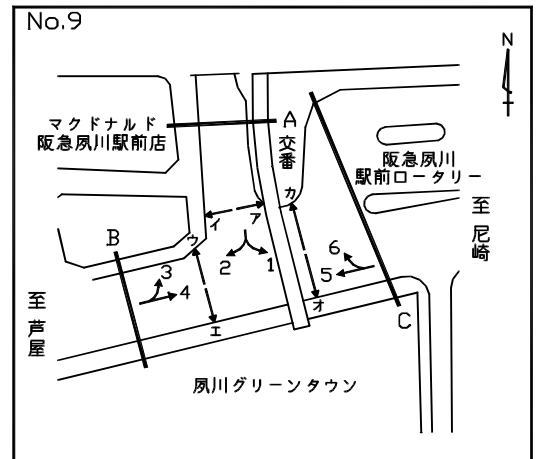 No.9
N
マクドナルド
阪急夙川駅前店
A
交番
阪急夙川
駅前ロータリー
カ
イ
ア
ウ
B
2
1
6
5
3
4
至尼崎
至芦屋
エ
オ
C
夙川グリーンタウン